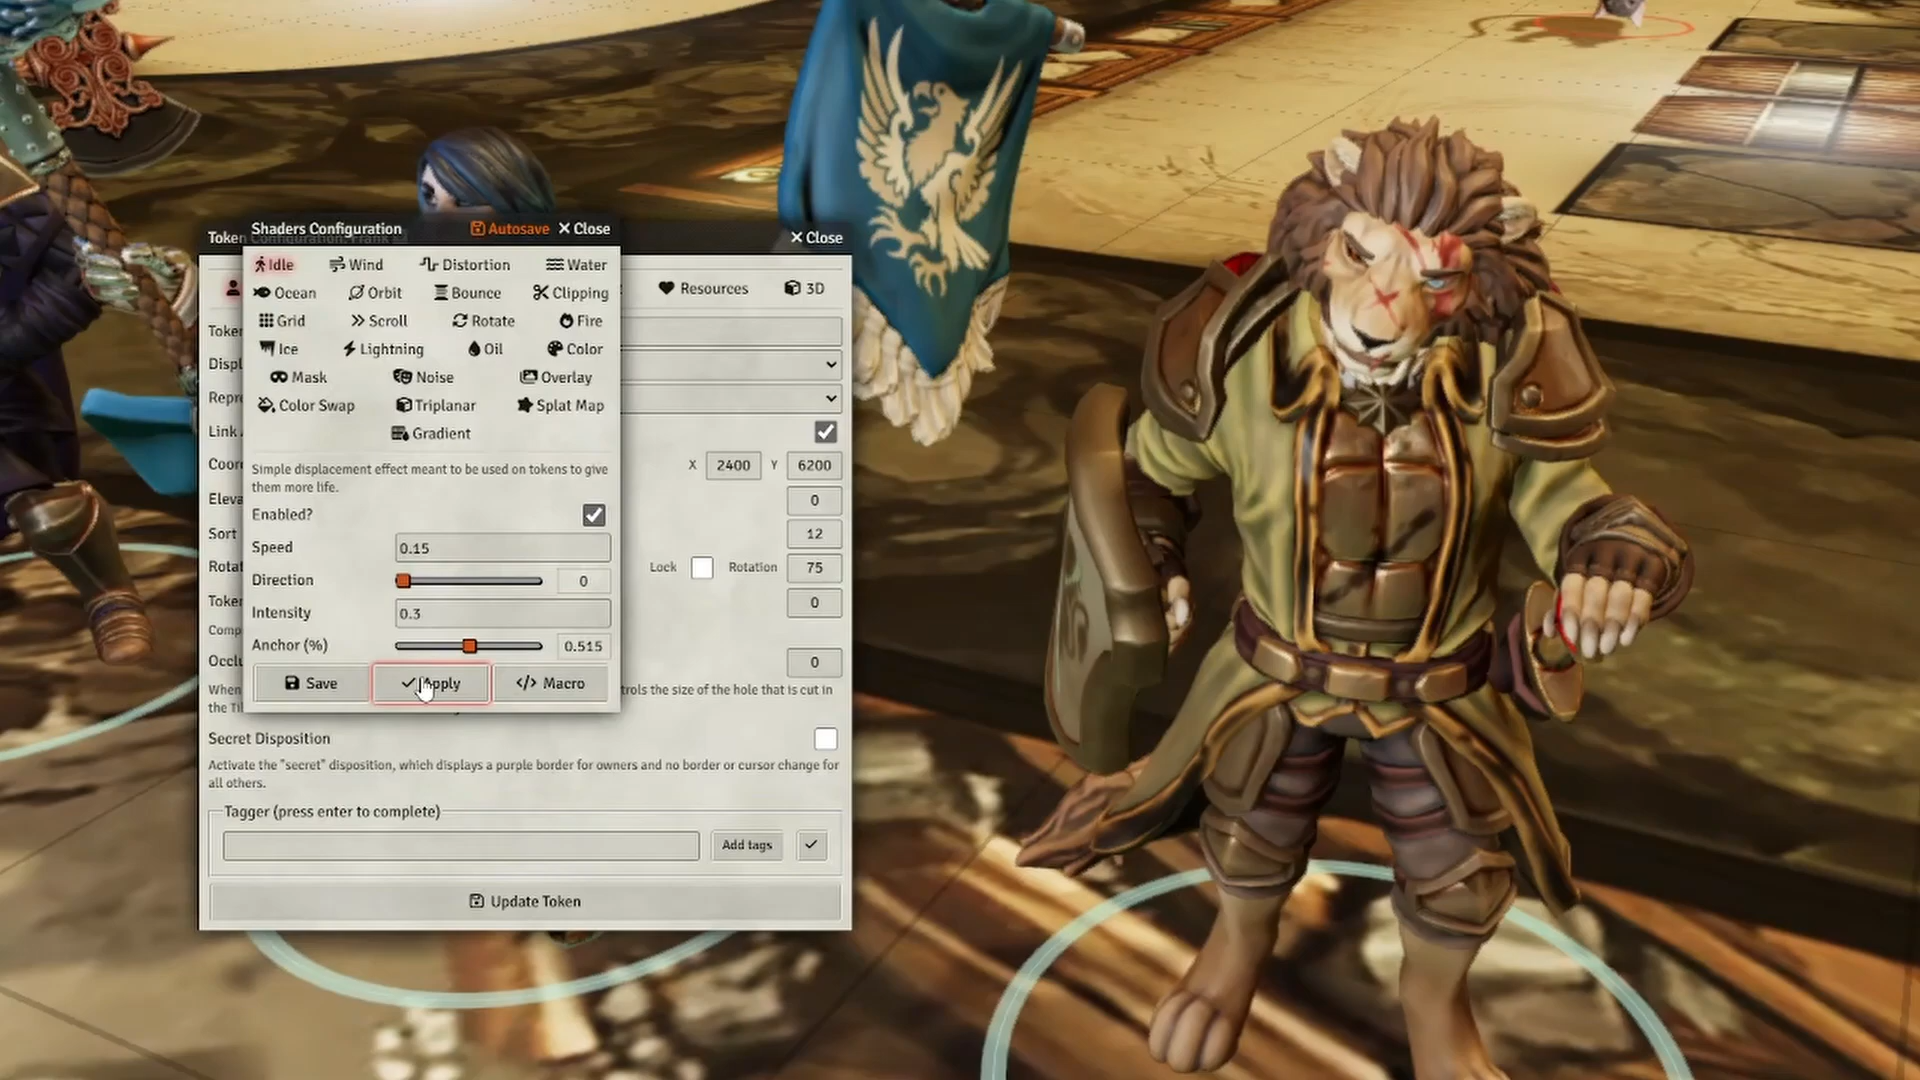 Shaders Configuration Autosave Close
Token Configuration: Frank Close
Idle Wind Distortion Water
Ocean Orbit Bounce Clipping
Grid Scroll Rotate Fire
Ice Lightning Oil Color
Mask Noise Overlay
Color Swap Triplanar Splat Map
Gradient
Simple displacement effect meant to be used on tokens to give
them more life.
Enabled?
Speed 0.15
Direction 0
Intensity 0.3
Anchor (%) 0.515
Save Apply Macro
Resources 3D
Token
Displ
Repre
Link
Coor X 2400 Y 6200
Eleva 0
Sort 12
Rotat Lock Rotation 75
Token 0
Comp
Occlu 0
When trols the size of the hole that is cut in
the
Secret Disposition
Activate the "secret" disposition, which displays a purple border for owners and no border or cursor change for
all others.
Tagger (press enter to complete)
Add tags
Update Token